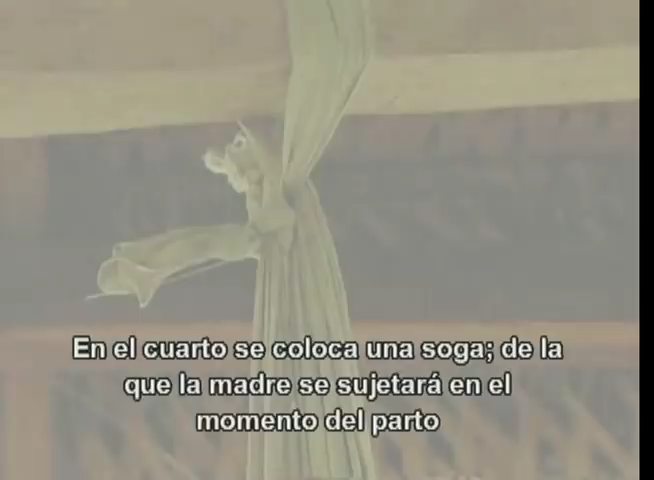 En el cuarto se coloca una soga; de la
que la madre se sujetará en el
momento del parto